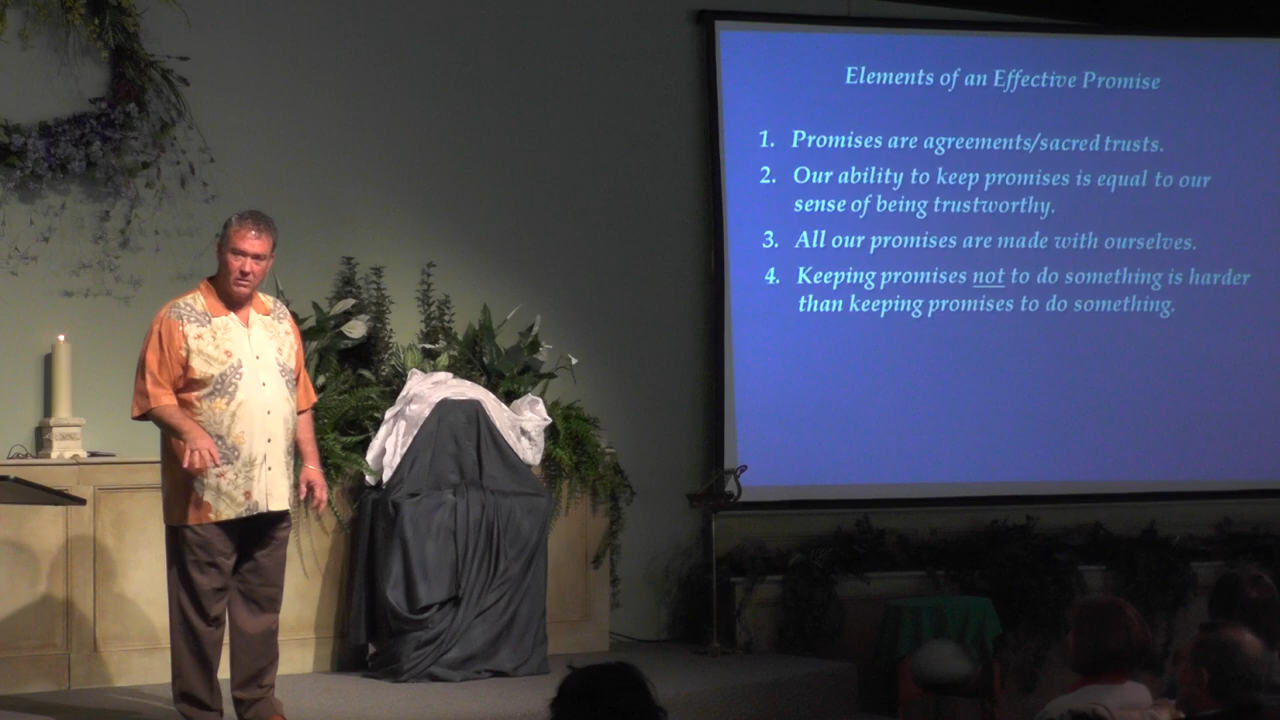 Elements of an Effective Promise
1. Promises are agreements/sacred trusts.
2. Our ability to keep promises is equal to our
sense of being trustworthy.
3. All our promises are made with ourselves.
4. Keeping promises not to do something is harder
than keeping promises to do something.